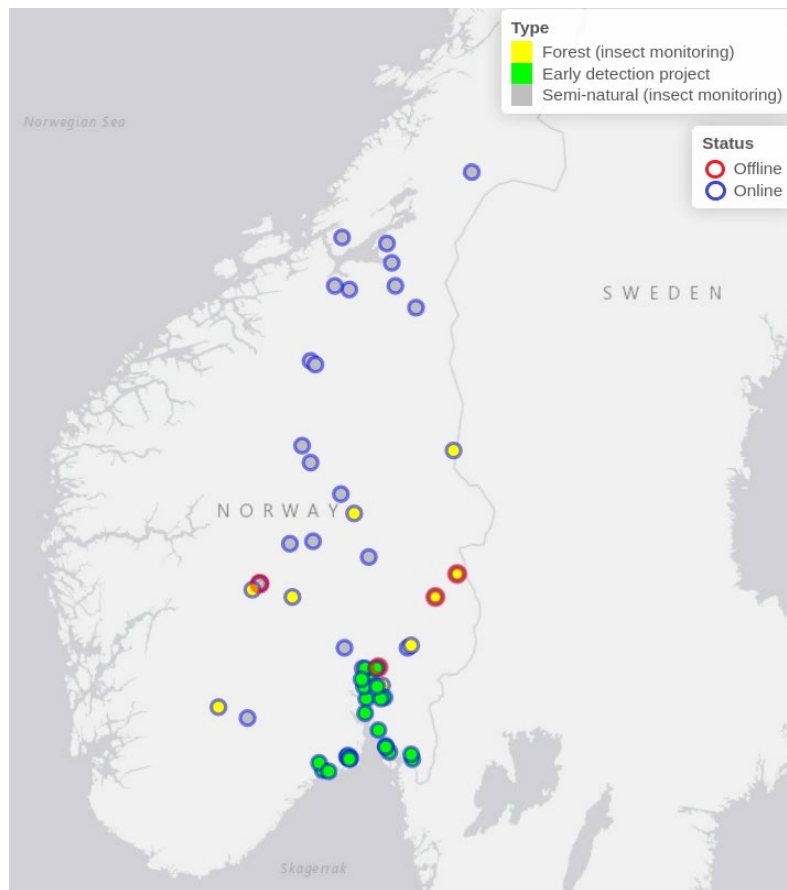 Type
Forest (insect monitoring)
Early detection project
Semi-natural (insect monitoring)
Norwegian Sea
Status
Offline
Online
SWEDEN
NORWAY
Skagerrak